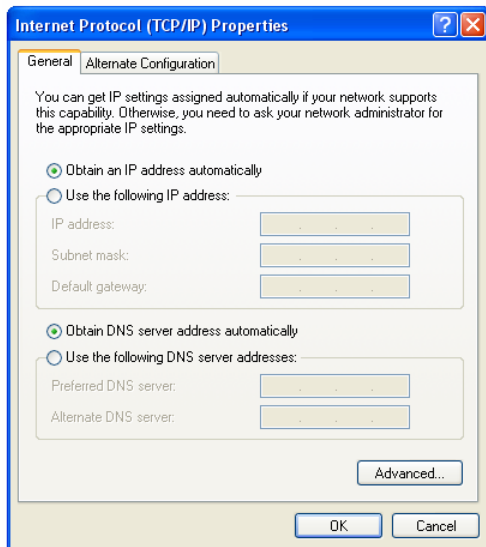 Internet Protocol (TCP/IP) Properties
General
Alternate Configuration
You can get IP settings assigned automatically if your network supports
this capability. Otherwise, you need to ask your network administrator for
the appropriate IP settings.
Obtain an IP address automatically
Use the following IP address:
IP address:
Subnet mask:
Default gateway:
Obtain DNS server address automatically
Use the following DNS server addresses:
Preferred DNS server:
Alternate DNS server:
Advanced...
OK
Cancel